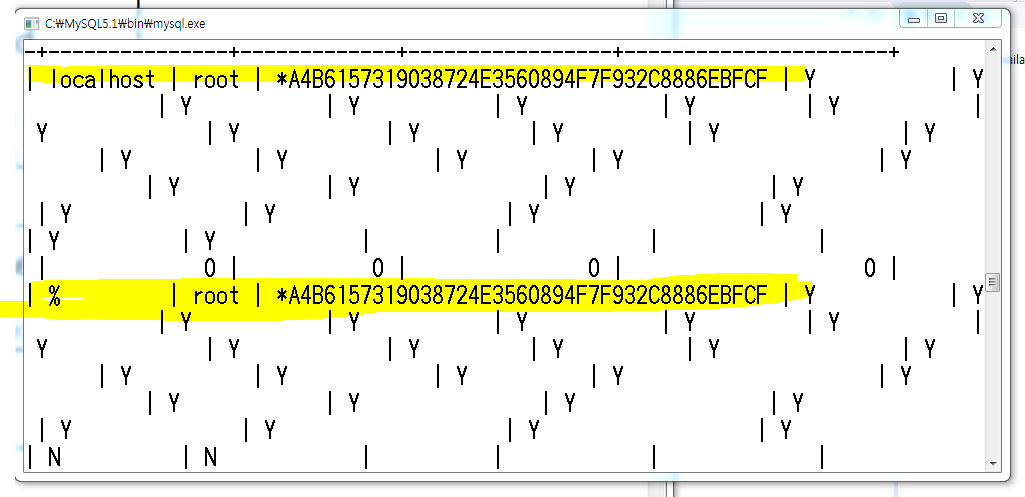 C:₩MySQL5.1₩bin₩mysql.exe
-+----------------+--------------+-----------------+----------------------+
| localhost | root | *A4B6157319038724E3560894F7F932C8886EBFCF | Y | Y
| Y | Y | Y | Y | Y |
Y | Y | Y | Y | Y | Y
| Y | Y | Y | Y | Y
| Y | Y | Y | Y
| Y | Y | Y | Y
| Y | Y | | | |
| 0 | 0 | 0 | 0 |
| % | root | *A4B6157319038724E3560894F7F932C8886EBFCF | Y | Y
| Y | Y | Y | Y | Y |
Y | Y | Y | Y | Y | Y
| Y | Y | Y | Y | Y
| Y | Y | Y | Y
| Y | Y | Y | Y
| N | N | | | |